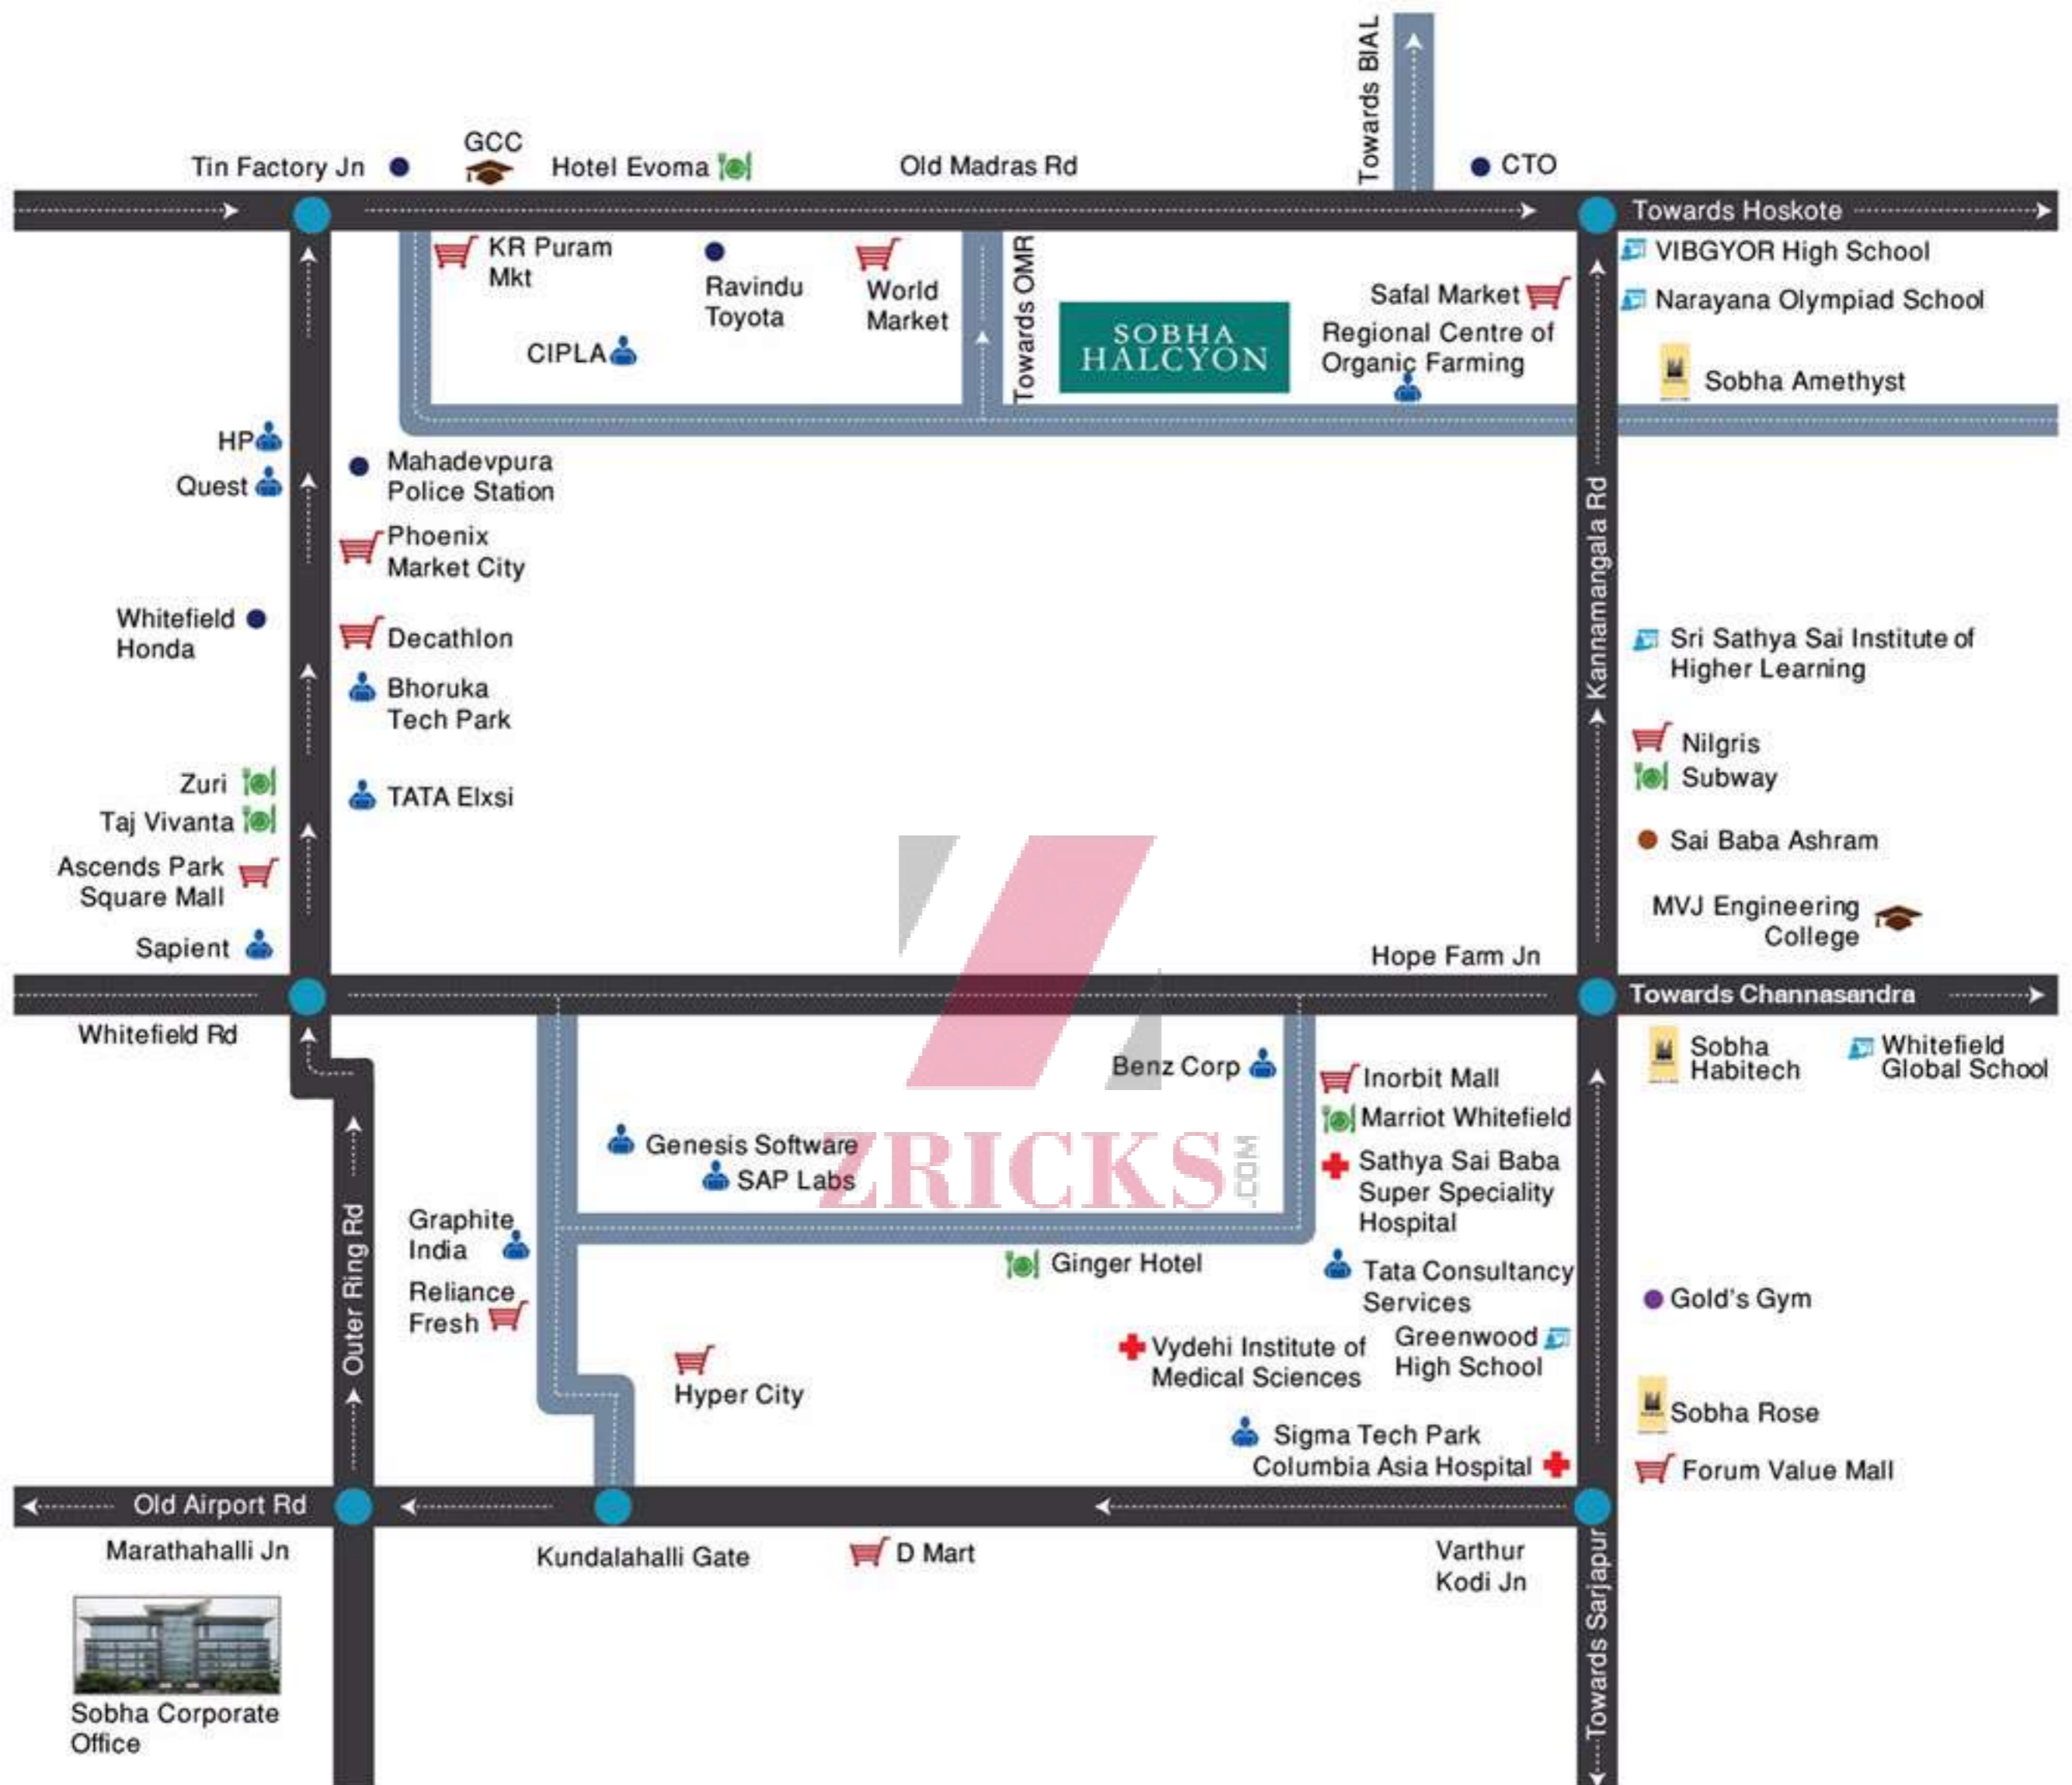 Towards BIAL
Tin Factory Jn
GCC
Hotel Evoma
Old Madras Rd
CTO
Towards Hoskote
KR Puram
Mkt
Ravindu
Toyota
World
Market
CIPLA
Towards OMR
SOBHA
HALCYON
Safal Market
Regional Centre of
Organic Farming
VIBGYOR High School
Narayana Olympiad School
Sobha Amethyst
HP
Quest
Mahadevpura
Police Station
Phoenix
Market City
Whitefield
Honda
Decathlon
Bhoruka
Tech Park
Zuri
Taj Vivanta
TATA Elxsi
Ascends Park
Square Mall
Sapient
Kannamangala Rd
Sri Sathya Sai Institute of
Higher Learning
Nilgris
Subway
Sai Baba Ashram
MVJ Engineering
College
Hope Farm Jn
Towards Channasandra
Whitefield Rd
Sobha
Habitech
Whitefield
Global School
Benz Corp
Inorbit Mall
Marriot Whitefield
Genesis Software
SAP Labs
ZRICKS
.COM
Sathya Sai Baba
Super Speciality
Hospital
Outer Ring Rd
Graphite
India
Reliance
Fresh
Ginger Hotel
Tata Consultancy
Services
Gold's Gym
Vydehi Institute of
Medical Sciences
Greenwood
High School
Hyper City
Sobha Rose
Sigma Tech Park
Columbia Asia Hospital
Forum Value Mall
Old Airport Rd
Marathahalli Jn
Kundalahalli Gate
D Mart
Varthur
Kodi Jn
Towards Sarjapur
Sobha Corporate
Office